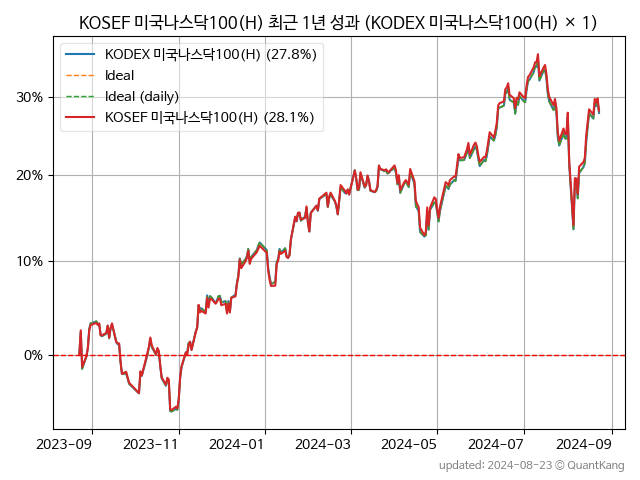 KOSEF 미국나스닥100(H) 최근 1년 성과 (KODEX 미국나스닥100(H) × 1)
KODEX 미국나스닥100(H) (27.8%)
Ideal
Ideal (daily)
KOSEF 미국나스닥100(H) (28.1%)
30%
20%
10%
0%
2023-09
2023-11
2024-01
2024-03
2024-05
2024-07
2024-09
updated: 2024-08-23 © QuantKang